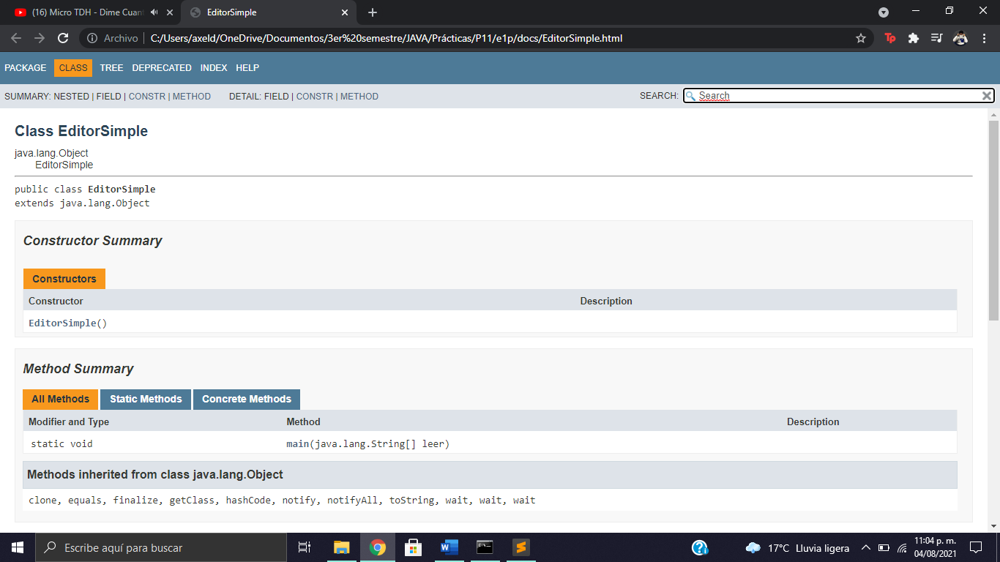 (16) Micro TDH - Dime Cuan
EditorSimple
Archivo C:/Users/axeld/OneDrive/Documentos/3er%20semestre/JAVA/Prácticas/P11/e1p/docs/EditorSimple.html
Tp
PACKAGE CLASS TREE DEPRECATED INDEX HELP
SUMMARY: NESTED | FIELD | CONSTR | METHOD DETAIL: FIELD | CONSTR | METHOD SEARCH: Search
Class EditorSimple
java.lang.Object
EditorSimple
public class EditorSimple
extends java.lang.Object
Constructor Summary
Constructors
Constructor Description
EditorSimple()
Method Summary
All Methods Static Methods Concrete Methods
Modifier and Type Method Description
static void main(java.lang.String[] leer)
Methods inherited from class java.lang.Object
clone, equals, finalize, getClass, hashCode, notify, notifyAll, toString, wait, wait, wait
Escribe aquí para buscar
17°C Lluvia ligera
11:04 p. m.
04/08/2021